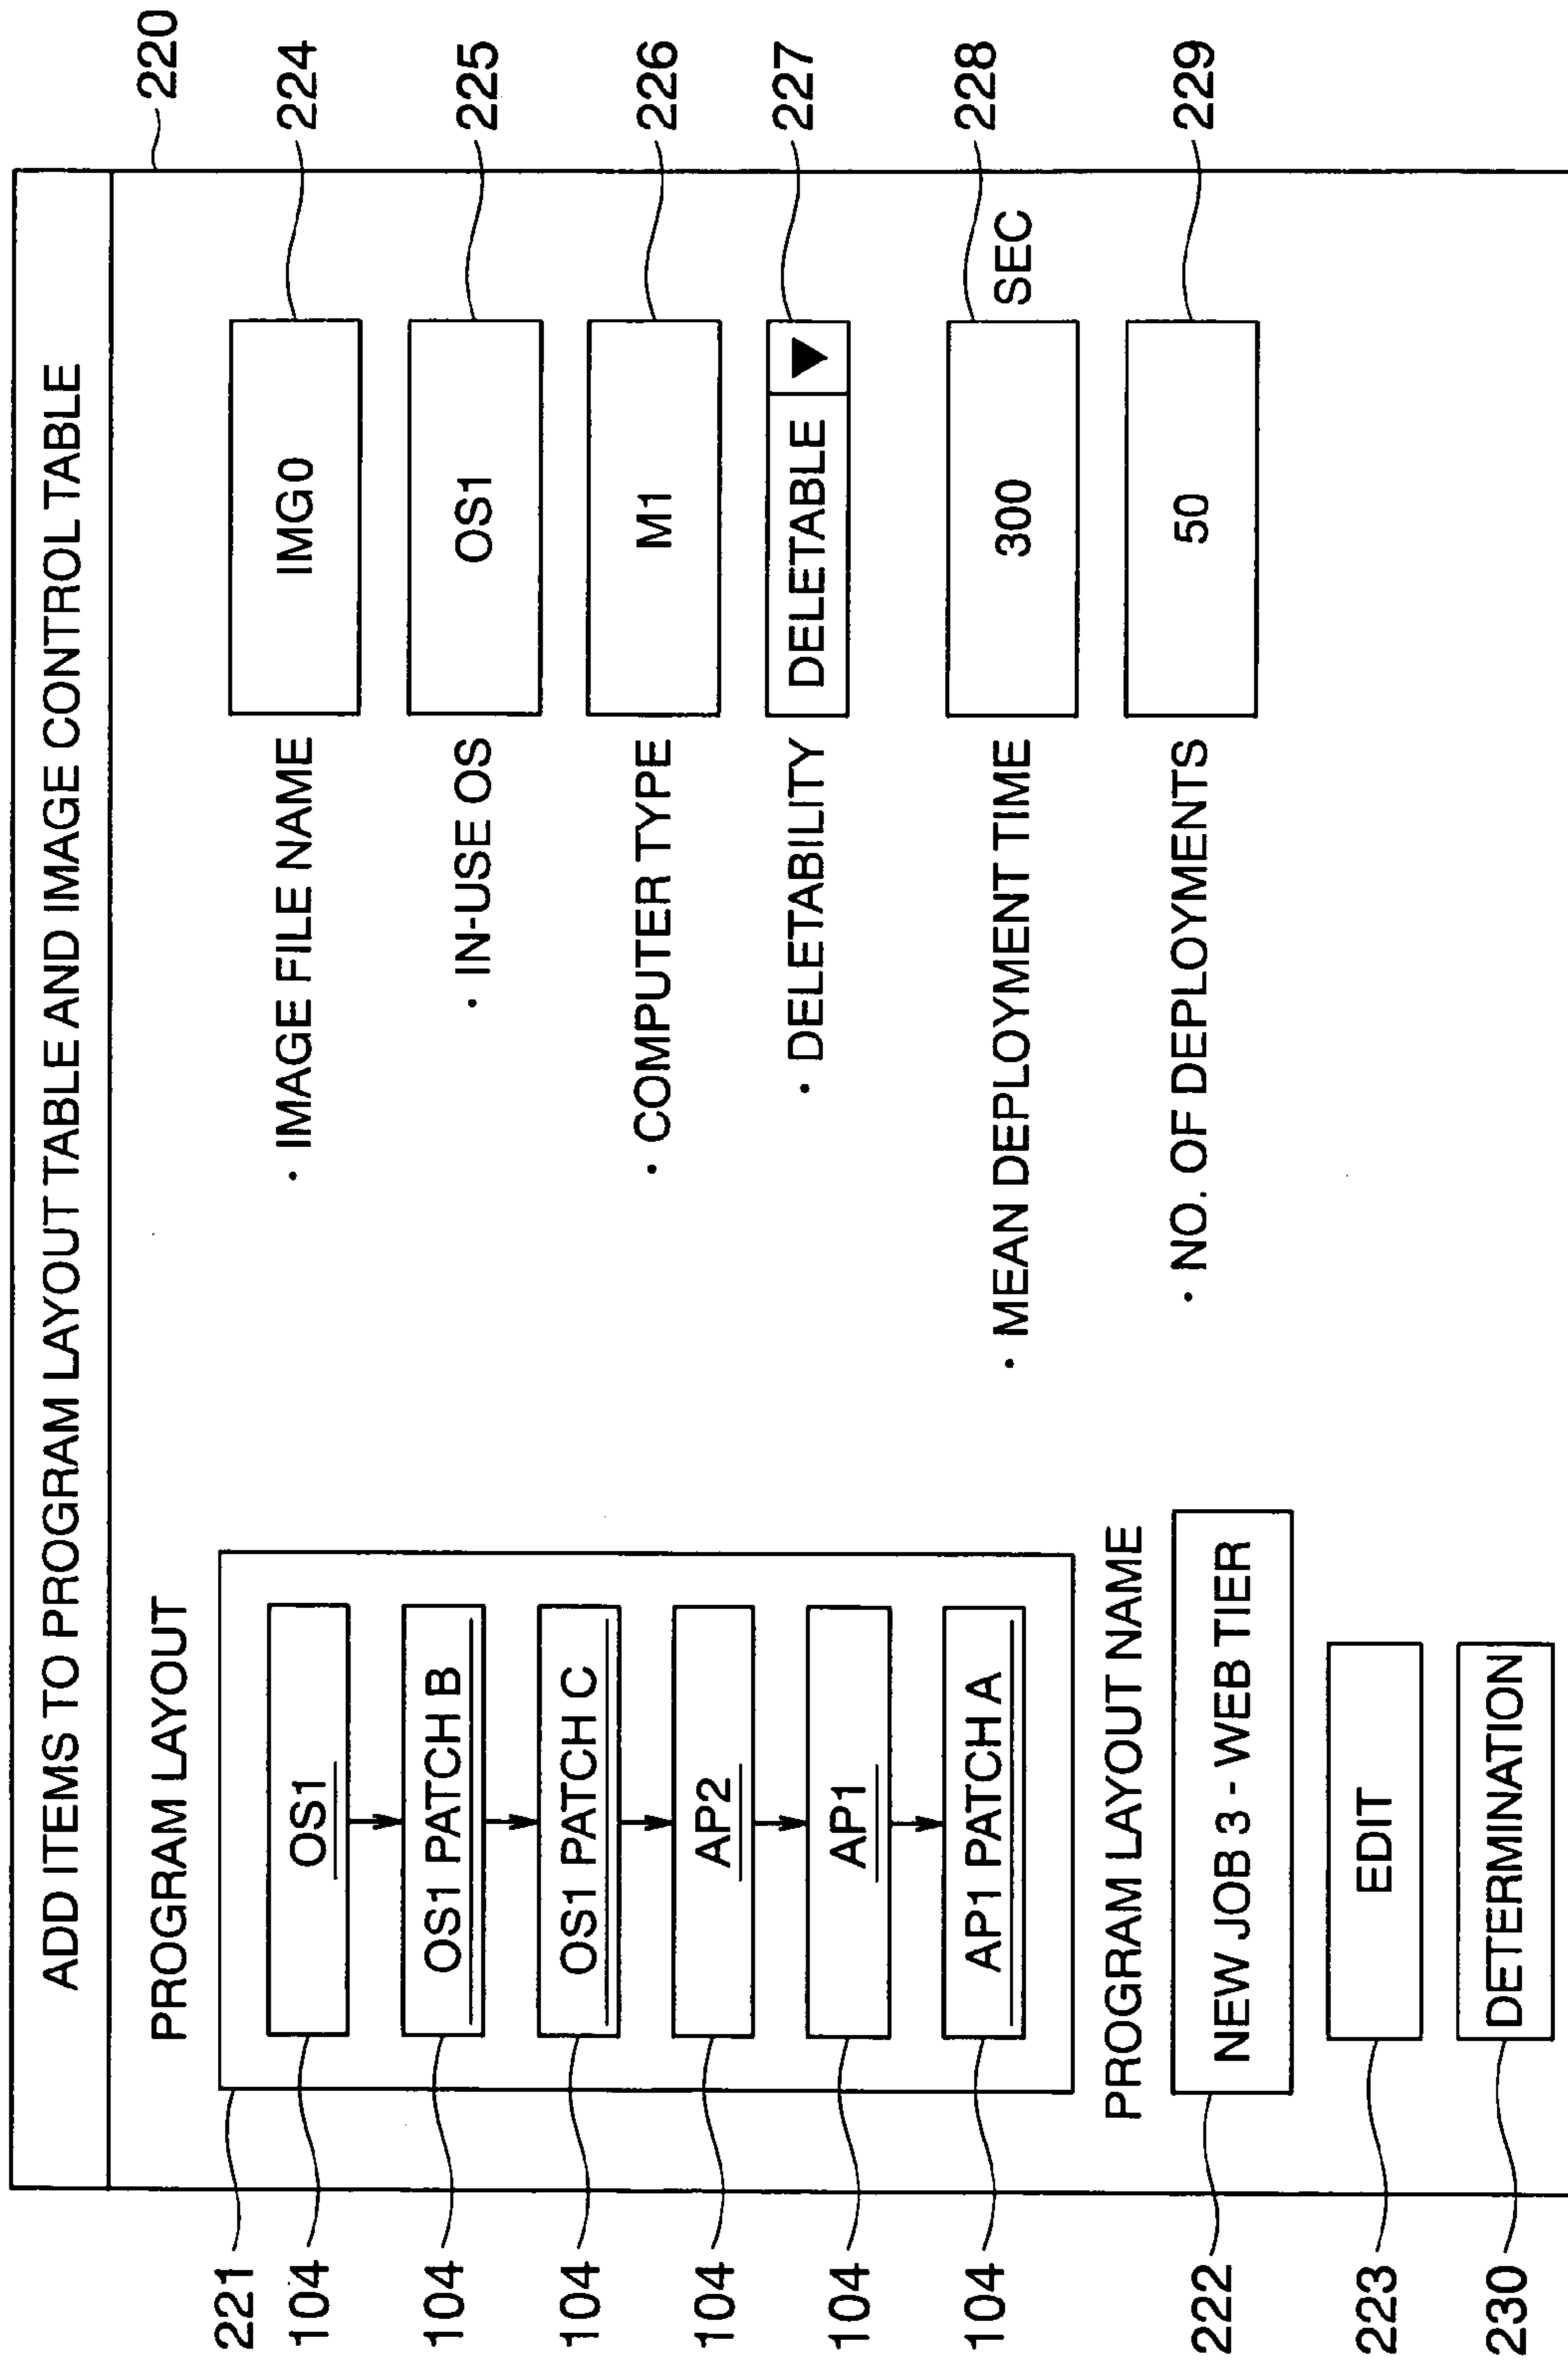 ADD ITEMS TO PROGRAM LAYOUT TABLE AND IMAGE CONTROL TABLE
220
PROGRAM LAYOUT
221
OS1
104
OS1 PATCH B
104
OS1 PATCH C
104
AP2
104
AP1
104
AP1 PATCH A
104
PROGRAM LAYOUT NAME
NEW JOB 3 - WEB TIER
222
EDIT
223
DETERMINATION
230
· IMAGE FILE NAME IMG0 224
· IN-USE OS OS1 225
· COMPUTER TYPE M1 226
· DELETABILITY DELETABLE ▼ 227
· MEAN DEPLOYMENT TIME 300 SEC 228
· NO. OF DEPLOYMENTS 50 229